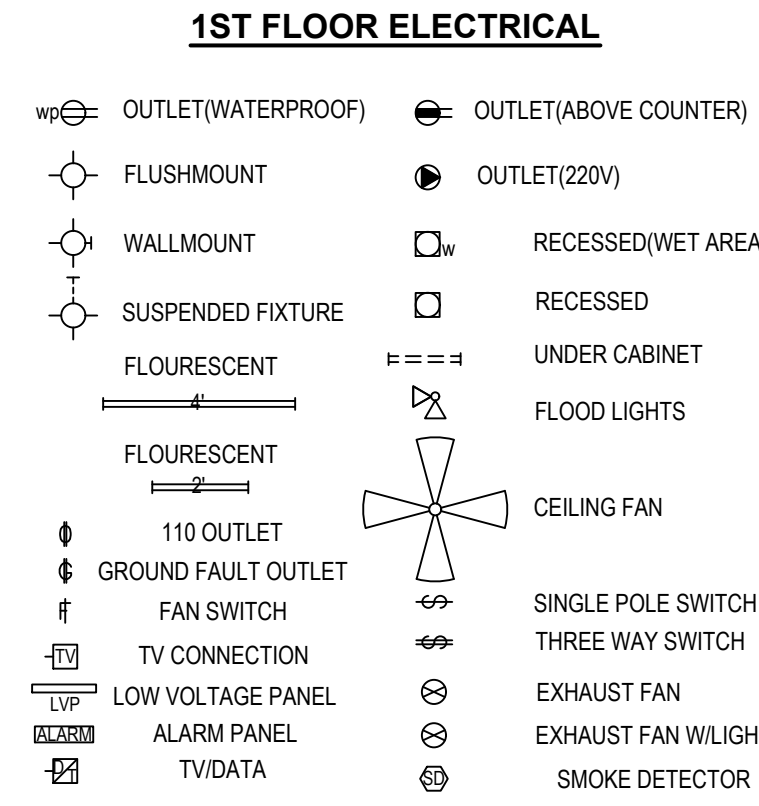 1ST FLOOR ELECTRICAL
wp OUTLET(WATERPROOF)
OUTLET(ABOVE COUNTER)
FLUSHMOUNT
OUTLET(220V)
WALLMOUNT
W RECESSED(WET AREA
SUSPENDED FIXTURE
RECESSED
FLOURESCENT
4'
UNDER CABINET
FLOOD LIGHTS
FLOURESCENT
2'
CEILING FAN
110 OUTLET
G GROUND FAULT OUTLET
F FAN SWITCH
S SINGLE POLE SWITCH
S THREE WAY SWITCH
TV TV CONNECTION
LVP LOW VOLTAGE PANEL
EXHAUST FAN
ALARM ALARM PANEL
EXHAUST FAN W/LIGH
DT TV/DATA
SD SMOKE DETECTOR